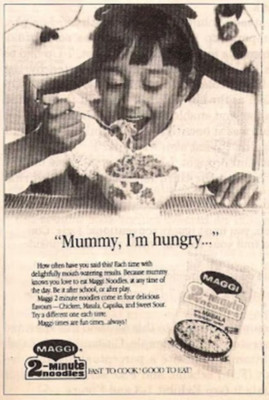 "Mummy, I'm hungry..."
How often have you said this! Each time with
delightfully mouth-watering results. Because mummy
knows you love to eat Maggi Noodles, at any time of
the day. Be it after school, or after play.
Maggi 2 minute noodles come in four delicious
flavours — Chicken, Masala, Capsika, and Sweet Sour.
Try a different one each time.
Maggi times are fun times...always!
MAGGI
2-Minute
Noodles
MASALA
MAGGI
2-Minute
noodles
FAST TO COOK! GOOD TO EAT!